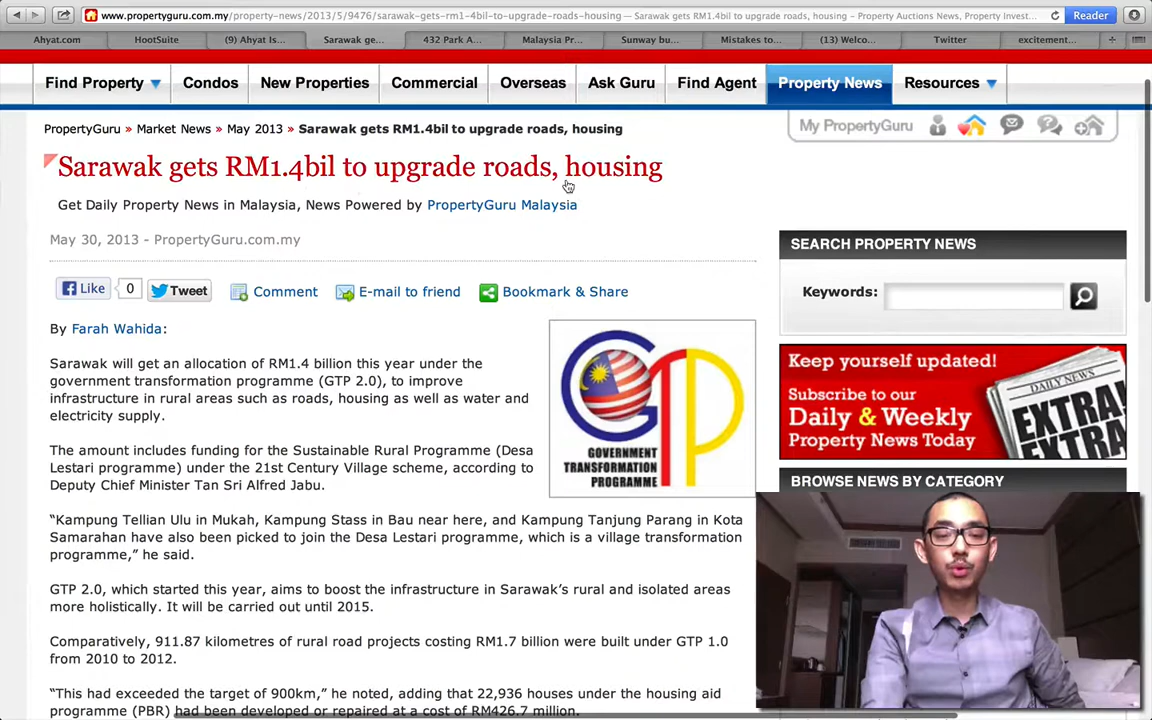 www.propertyguru.com.my/property-news/2013/5/9476/sarawak-gets-rm1-4bil-to-upgrade-roads-housing — Sarawak gets RM1.4bil to upgrade roads, housing - Property Auctions News, Property Invest...
Reader
Ahyat.com
HootSuite
(9) Ahyat Is...
Sarawak ge...
432 Park A...
Malaysia Pr...
Sunway bu...
Mistakes to...
(13) Welco...
Twitter
excitement...
Find Property
Condos
New Properties
Commercial
Overseas
Ask Guru
Find Agent
Property News
Resources
PropertyGuru » Market News » May 2013 » Sarawak gets RM1.4bil to upgrade roads, housing
My PropertyGuru
Sarawak gets RM1.4bil to upgrade roads, housing
Get Daily Property News in Malaysia, News Powered by PropertyGuru Malaysia
May 30, 2013 - PropertyGuru.com.my
Like 0 Tweet Comment E-mail to friend Bookmark & Share
By Farah Wahida:
Sarawak will get an allocation of RM1.4 billion this year under the
government transformation programme (GTP 2.0), to improve
infrastructure in rural areas such as roads, housing as well as water and
electricity supply.
The amount includes funding for the Sustainable Rural Programme (Desa
Lestari programme) under the 21st Century Village scheme, according to
Deputy Chief Minister Tan Sri Alfred Jabu.
GTP
GOVERNMENT
TRANSFORMATION
PROGRAMME
“Kampung Tellian Ulu in Mukah, Kampung Stass in Bau near here, and Kampung Tanjung Parang in Kota
Samarahan have also been picked to join the Desa Lestari programme, which is a village transformation
programme,” he said.
GTP 2.0, which started this year, aims to boost the infrastructure in Sarawak’s rural and isolated areas
more holistically. It will be carried out until 2015.
Comparatively, 911.87 kilometres of rural road projects costing RM1.7 billion were built under GTP 1.0
from 2010 to 2012.
“This had exceeded the target of 900km,” he noted, adding that 22,936 houses under the housing aid
programme (PBR) had been developed or repaired at a cost of RM426.7 million.
SEARCH PROPERTY NEWS
Keywords:
Keep yourself updated!
Subscribe to our
Daily & Weekly
Property News Today
DAILY NEWS
EXTRA!
EXTRA!
BROWSE NEWS BY CATEGORY